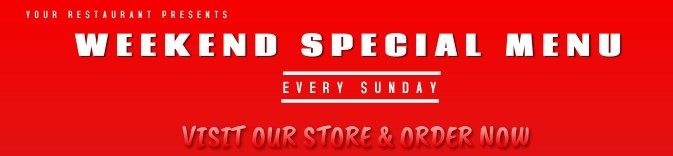 YOUR RESTAURANT PRESENTS
WEEKEND SPECIAL MENU
EVERY SUNDAY
VISIT OUR STORE & ORDER NOW